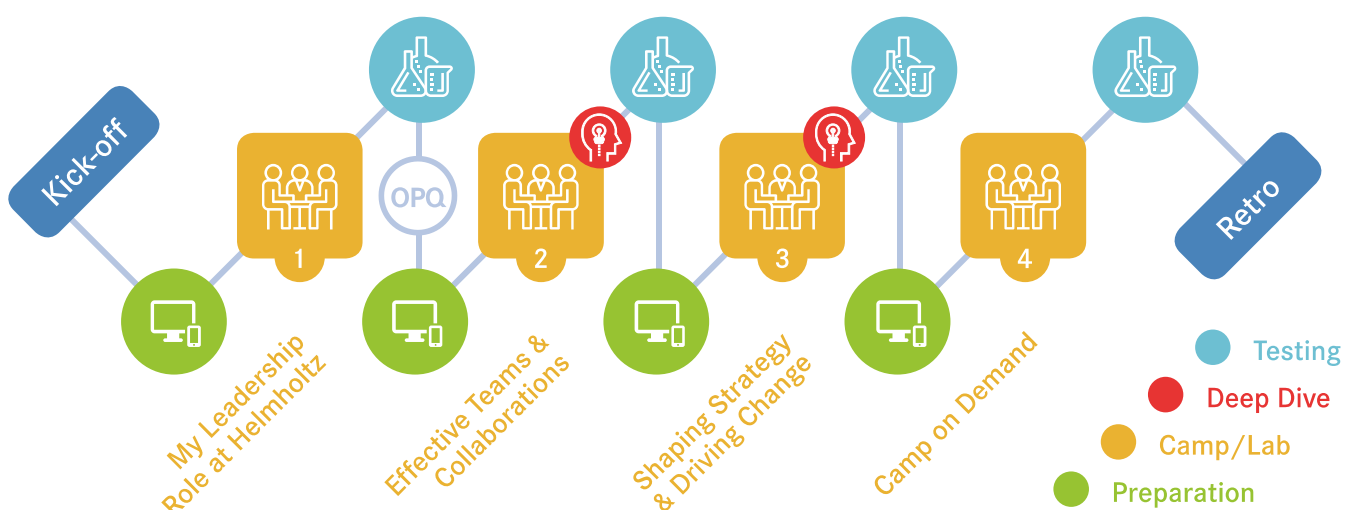 Kick-off
1
OPQ
2
3
4
Retro
My Leadership
Role at Helmholtz
Effective Teams &
Collaborations
Shaping Strategy
& Driving Change
Camp on Demand
Testing
Deep Dive
Camp/Lab
Preparation